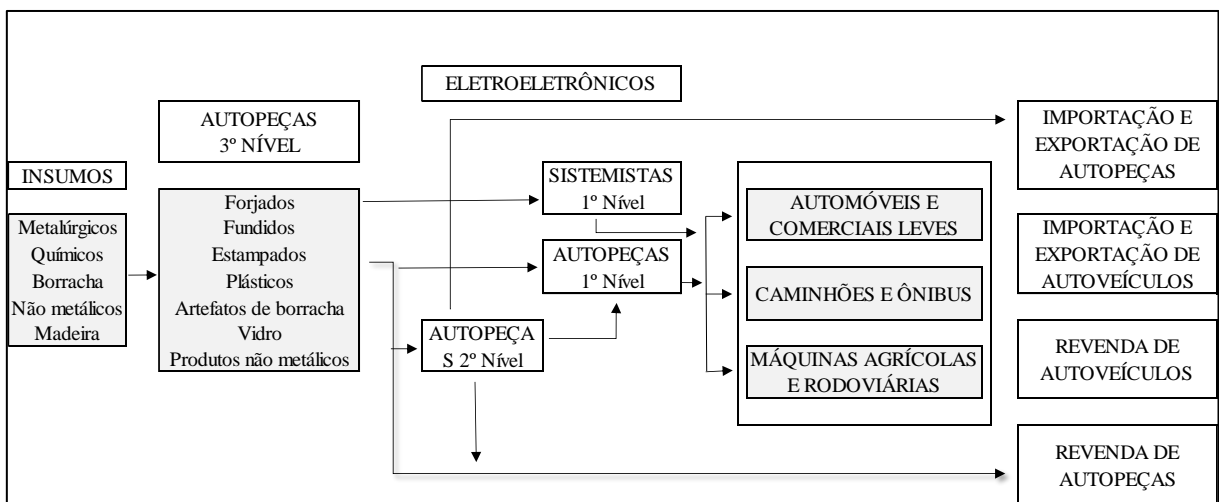 ELETROELETRÔNICOS
AUTOPEÇAS
3º NÍVEL
INSUMOS
Metalúrgicos
Químicos
Borracha
Não metálicos
Madeira
Forjados
Fundidos
Estampados
Plásticos
Artefatos de borracha
Vidro
Produtos não metálicos
SISTEMISTAS
1º Nível
AUTOPEÇAS
1º Nível
AUTOPEÇA
S 2º Nível
AUTOMÓVEIS E
COMERCIAIS LEVES
CAMINHÕES E ÔNIBUS
MÁQUINAS AGRÍCOLAS
E RODOVIÁRIAS
IMPORTAÇÃO E
EXPORTAÇÃO DE
AUTOPEÇAS
IMPORTAÇÃO E
EXPORTAÇÃO DE
AUTOVEÍCULOS
REVENDA DE
AUTOVEÍCULOS
REVENDA DE
AUTOPEÇAS